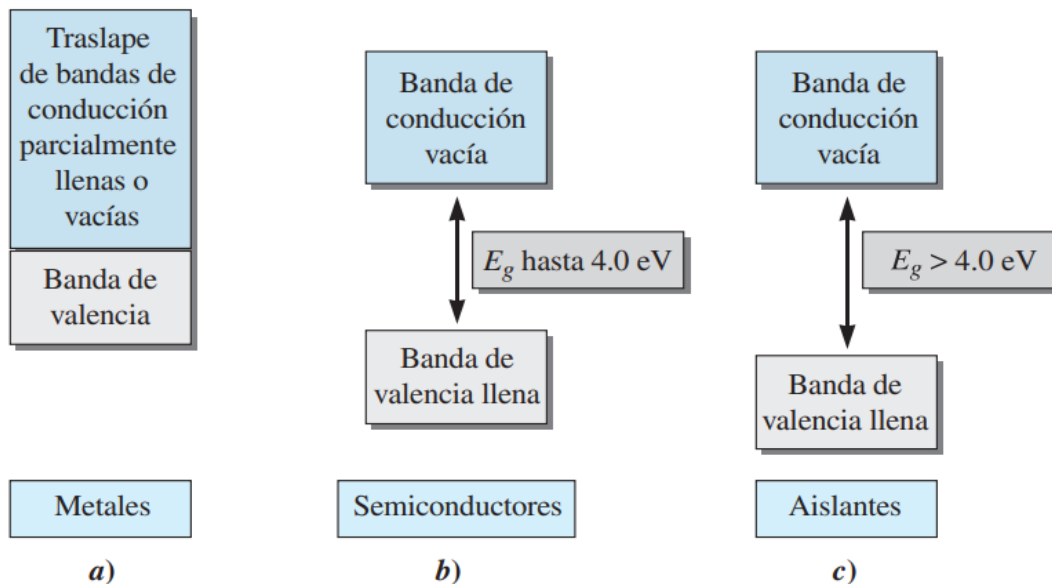 Traslape
de bandas de
conducción
parcialmente
llenas o
vacías
Banda de
valencia
Metales
a)
Banda de
conducción
vacía
E_g hasta 4.0 eV
Banda de
valencia llena
Semiconductores
b)
Banda de
conducción
vacía
E_g > 4.0 eV
Banda de
valencia llena
Aislantes
c)